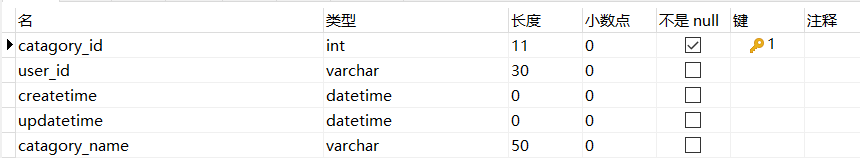 名 类型 长度 小数点 不是 null 键 注释
catagory_id int 11 0 1
user_id varchar 30 0
createtime datetime 0 0
updatetime datetime 0 0
catagory_name varchar 50 0